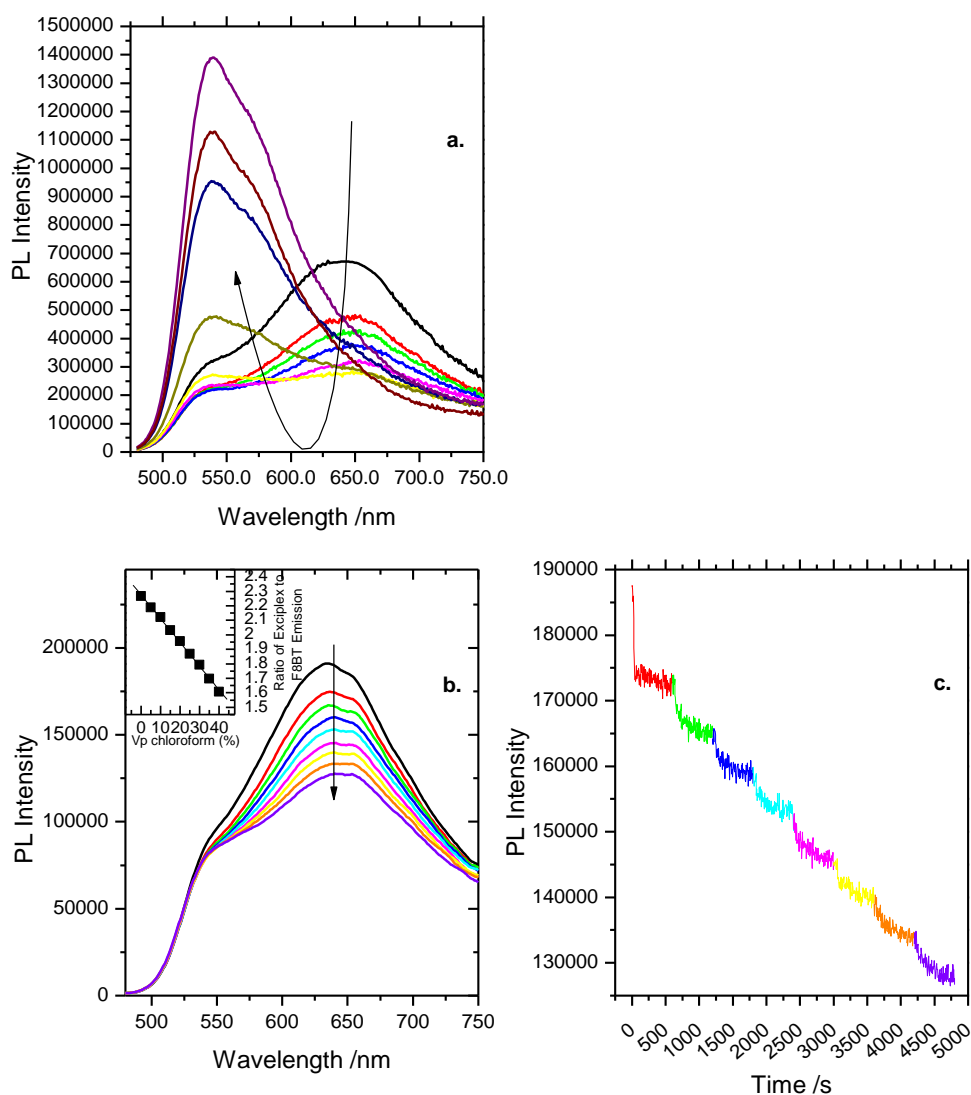 1500000
1400000
1300000
1200000
1100000
1000000
900000
800000
700000
600000
500000
400000
300000
200000
100000
0
PL Intensity
a.
500.0 550.0 600.0 650.0 700.0 750.0
Wavelength /nm
200000
150000
100000
50000
0
PL Intensity
2.4
2.3
2.2
2.1
2
1.9
1.8
1.7
1.6
1.5
Ratio of Exciplex to
F8BT Emission
0 10 20 30 40
Vp chloroform (%)
b.
500 550 600 650 700 750
Wavelength /nm
190000
180000
170000
160000
150000
140000
130000
PL Intensity
c.
0 500 1000 1500 2000 2500 3000 3500 4000 4500 5000
Time /s